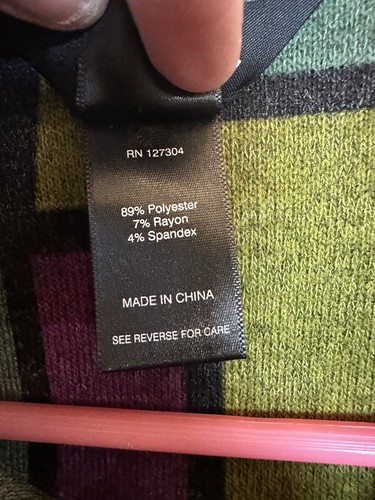 RN 127304
89% Polyester
7% Rayon
4% Spandex
MADE IN CHINA
SEE REVERSE FOR CARE